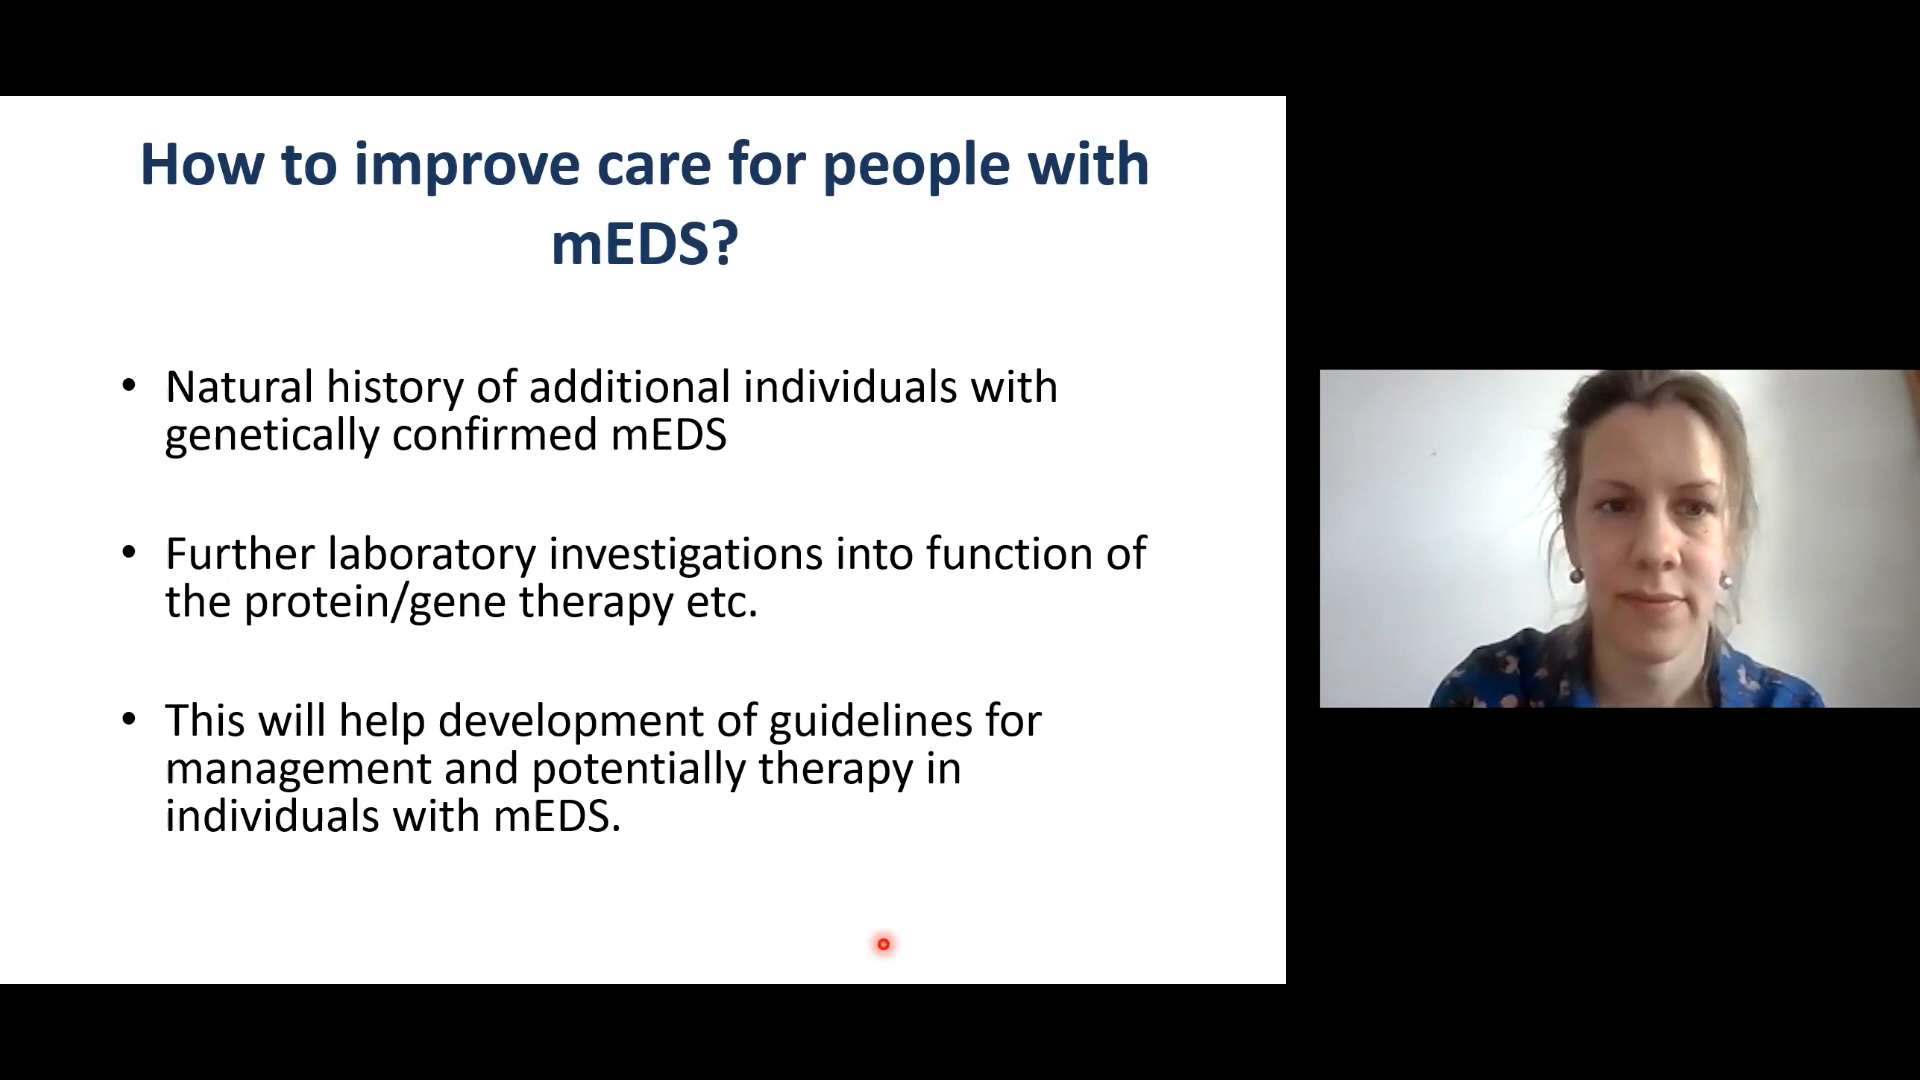 How to improve care for people with
mEDS?
• Natural history of additional individuals with
genetically confirmed mEDS
• Further laboratory investigations into function of
the protein/gene therapy etc.
• This will help development of guidelines for
management and potentially therapy in
individuals with mEDS.